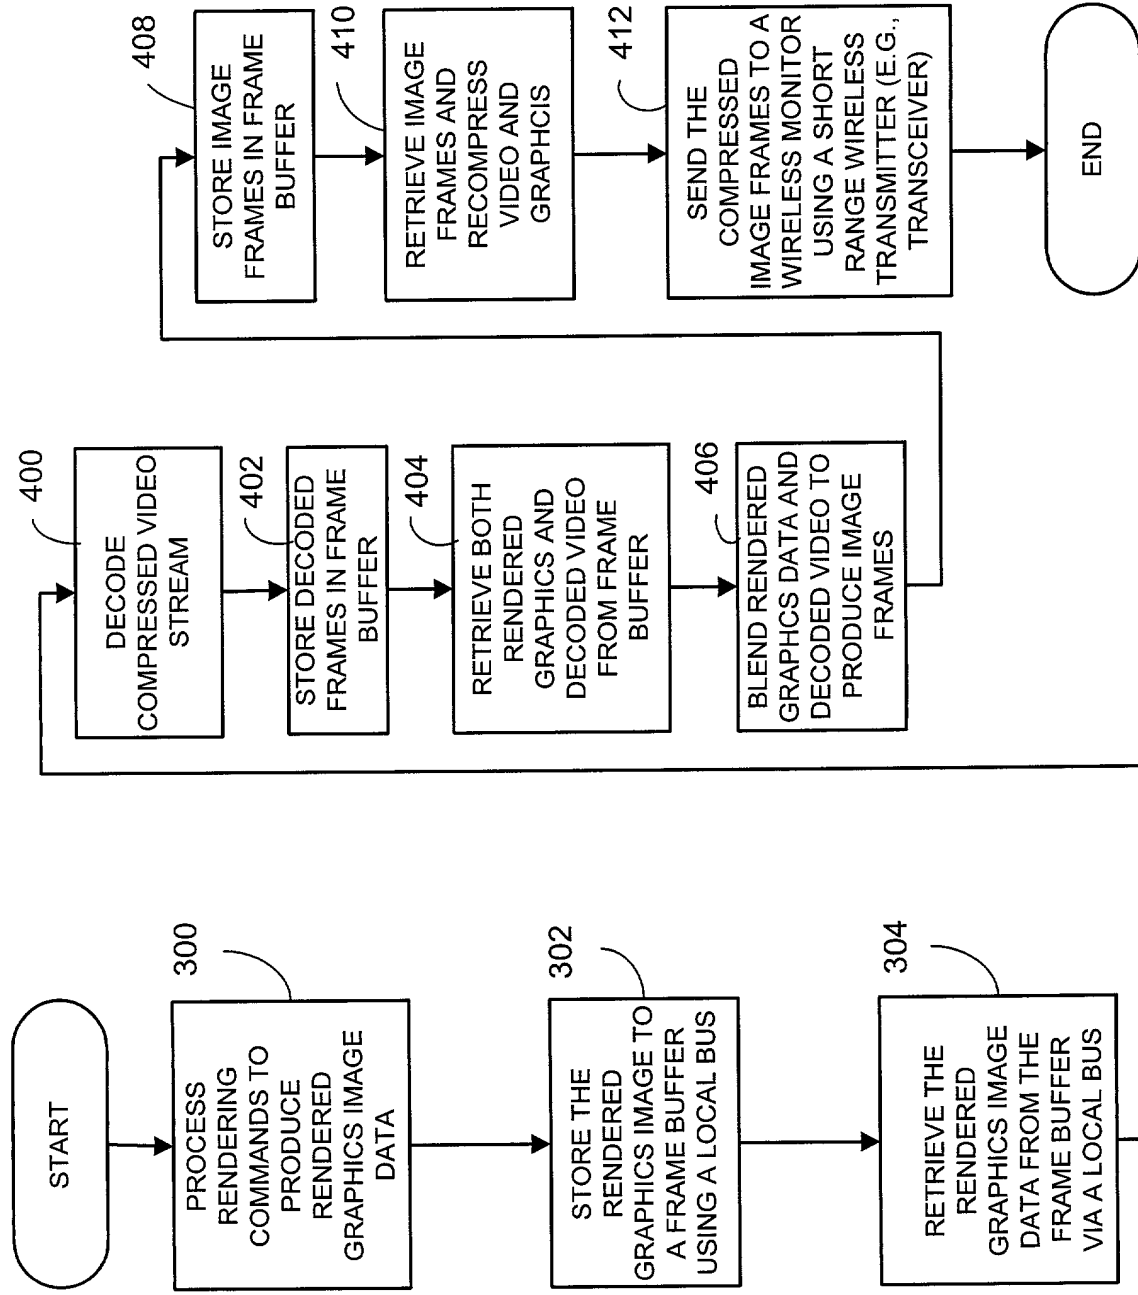 START
PROCESS
RENDERING
COMMANDS TO
PRODUCE
RENDERED
GRAPHICS IMAGE
DATA
300
STORE THE
RENDERED
GRAPHICS IMAGE TO
A FRAME BUFFER
USING A LOCAL BUS
302
RETRIEVE THE
RENDERED
GRAPHICS IMAGE
DATA FROM THE
FRAME BUFFER
VIA A LOCAL BUS
304
DECODE
COMPRESSED VIDEO
STREAM
400
STORE DECODED
FRAMES IN FRAME
BUFFER
402
RETRIEVE BOTH
RENDERED
GRAPHICS AND
DECODED VIDEO
FROM FRAME
BUFFER
404
BLEND RENDERED
GRAPHCS DATA AND
DECODED VIDEO TO
PRODUCE IMAGE
FRAMES
406
STORE IMAGE
FRAMES IN FRAME
BUFFER
408
RETRIEVE IMAGE
FRAMES AND
RECOMPRESS
VIDEO AND
GRAPHCIS
410
SEND THE
COMPRESSED
IMAGE FRAMES TO A
WIRELESS MONITOR
USING A SHORT
RANGE WIRELESS
TRANSMITTER (E.G.,
TRANSCEIVER)
412
END